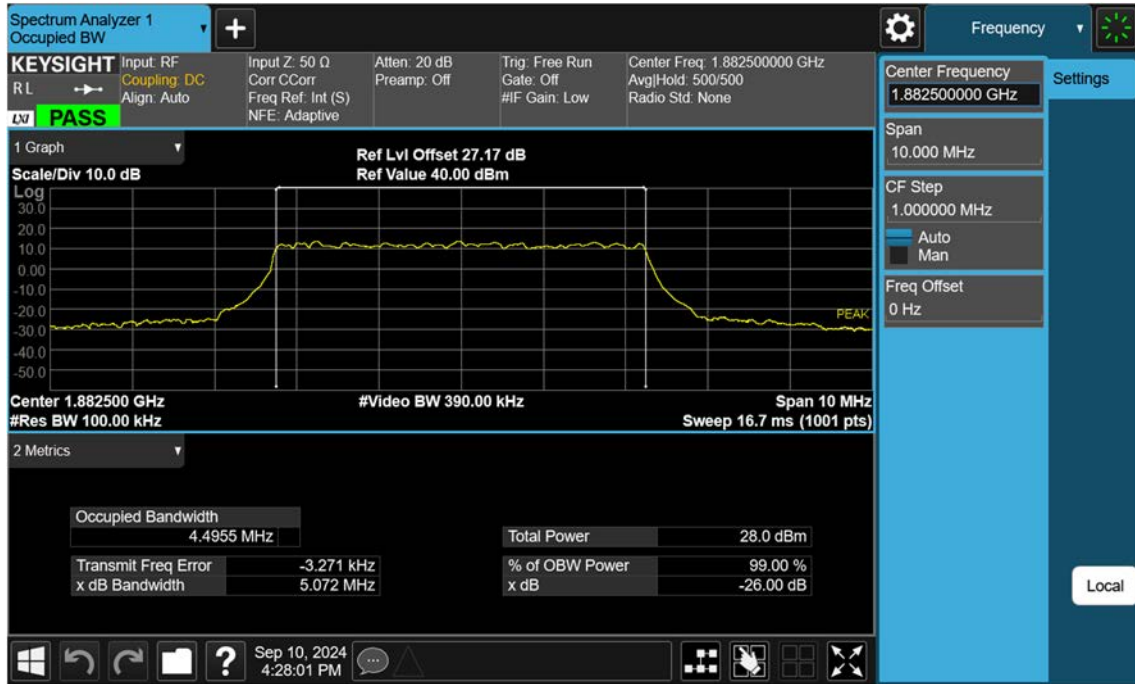 Spectrum Analyzer 1
Occupied BW
+
Frequency
KEYSIGHT
R L
LXI PASS
Input: RF
Coupling: DC
Align: Auto
Input Z: 50 Ω
Corr CCorr
Freq Ref: Int (S)
NFE: Adaptive
Atten: 20 dB
Preamp: Off
Trig: Free Run
Gate: Off
#IF Gain: Low
Center Freq: 1.882500000 GHz
Avg|Hold: 500/500
Radio Std: None
1 Graph
Ref Lvl Offset 27.17 dB
Scale/Div 10.0 dB
Ref Value 40.00 dBm
Log
30.0
20.0
10.0
0.00
-10.0
-20.0
-30.0
-40.0
-50.0
PEAK
Center 1.882500 GHz
#Video BW 390.00 kHz
Span 10 MHz
#Res BW 100.00 kHz
Sweep 16.7 ms (1001 pts)
2 Metrics
Occupied Bandwidth
4.4955 MHz
Transmit Freq Error -3.271 kHz
x dB Bandwidth 5.072 MHz
Total Power 28.0 dBm
% of OBW Power 99.00 %
x dB -26.00 dB
Center Frequency
1.882500000 GHz
Span
10.000 MHz
CF Step
1.000000 MHz
Auto
Man
Freq Offset
0 Hz
Settings
Local
?
Sep 10, 2024
4:28:01 PM